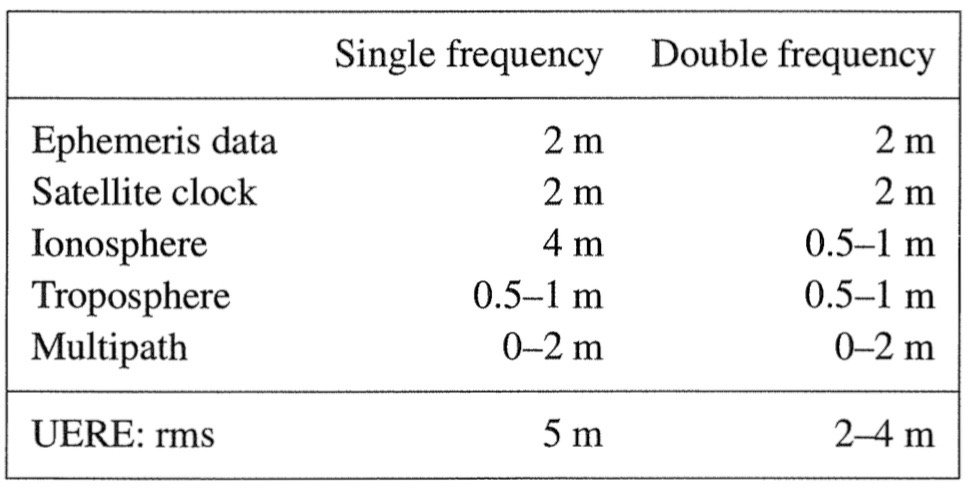 Single frequency Double frequency
Ephemeris data 2 m 2 m
Satellite clock 2 m 2 m
Ionosphere 4 m 0.5–1 m
Troposphere 0.5–1 m 0.5–1 m
Multipath 0–2 m 0–2 m
UERE: rms 5 m 2–4 m